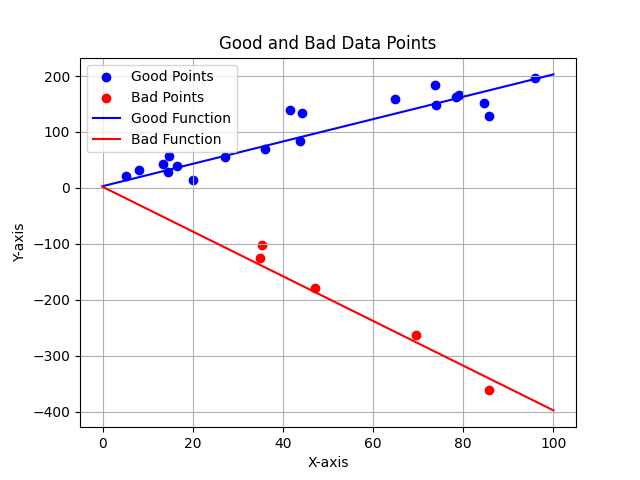 Good and Bad Data Points
Good Points
Bad Points
Good Function
Bad Function
Y-axis
200
100
0
−100
−200
−300
−400
0 20 40 60 80 100
X-axis